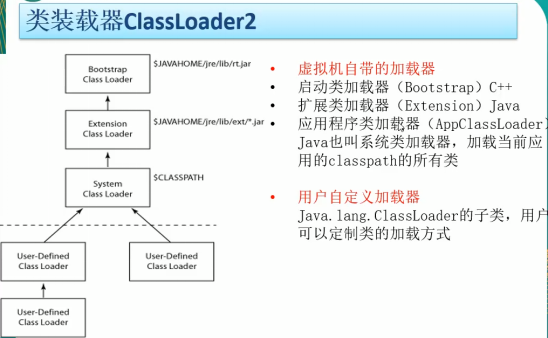 类装载器ClassLoader2
Bootstrap
Class Loader
$JAVAHOME/jre/lib/rt.jar
Extension
Class Loader
$JAVAHOME/jre/lib/ext/*.jar
System
Class Loader
$CLASSPATH
User-Defined
Class Loader
User-Defined
Class Loader
User-Defined
Class Loader
• 虚拟机自带的加载器
• 启动类加载器（Bootstrap）C++
• 扩展类加载器（Extension）Java
• 应用程序类加载器（AppClassLoader）
Java也叫系统类加载器，加载当前应
用的classpath的所有类
• 用户自定义加载器
Java.lang.ClassLoader的子类，用户
可以定制类的加载方式